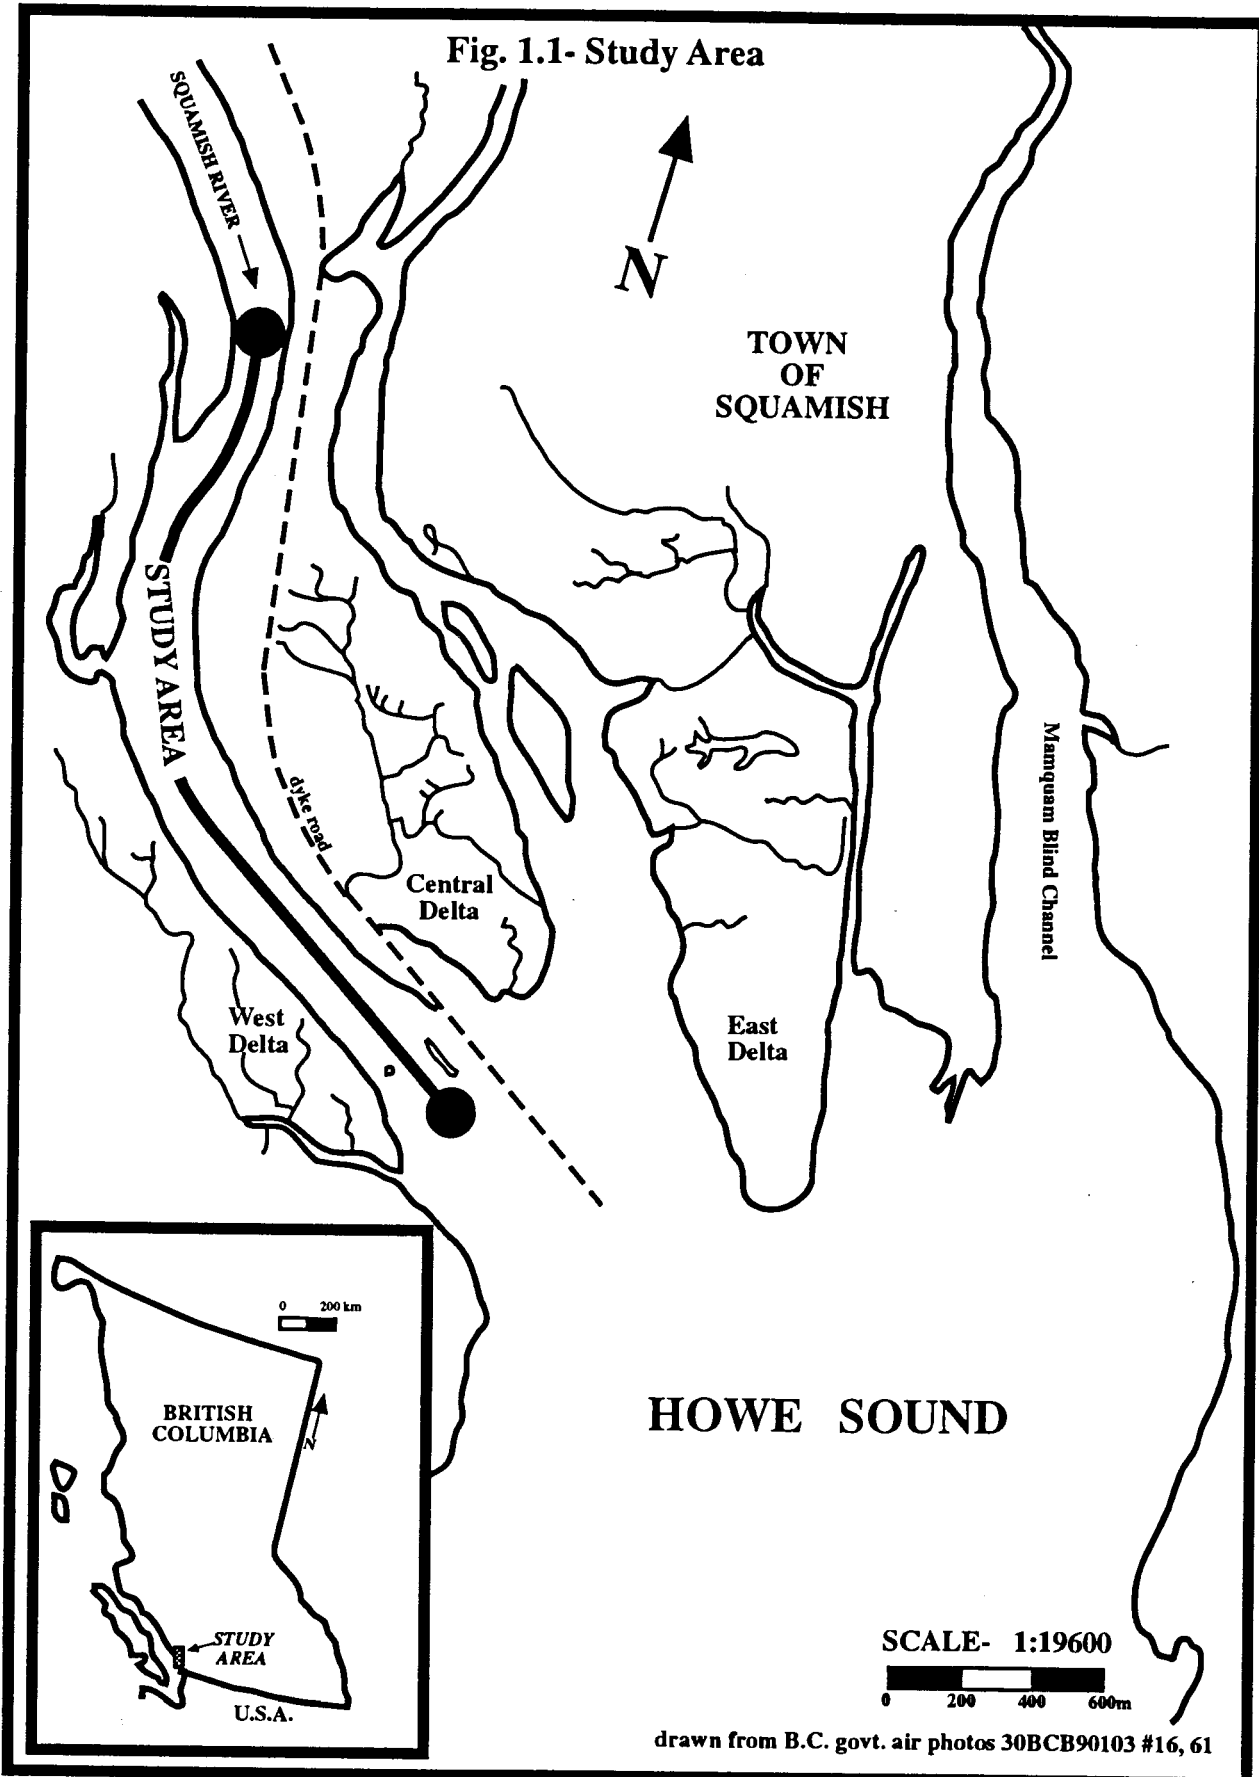 Fig. 1.1- Study Area
SQUAMISH RIVER
N
TOWN
OF
SQUAMISH
STUDY AREA
Mamquam Blind Channel
dyke road
Central
Delta
West
Delta
East
Delta
0 200 km
BRITISH
COLUMBIA
N
HOWE SOUND
STUDY
AREA
U.S.A.
SCALE- 1:19600
0 200 400 600m
drawn from B.C. govt. air photos 30BCB90103 #16, 61